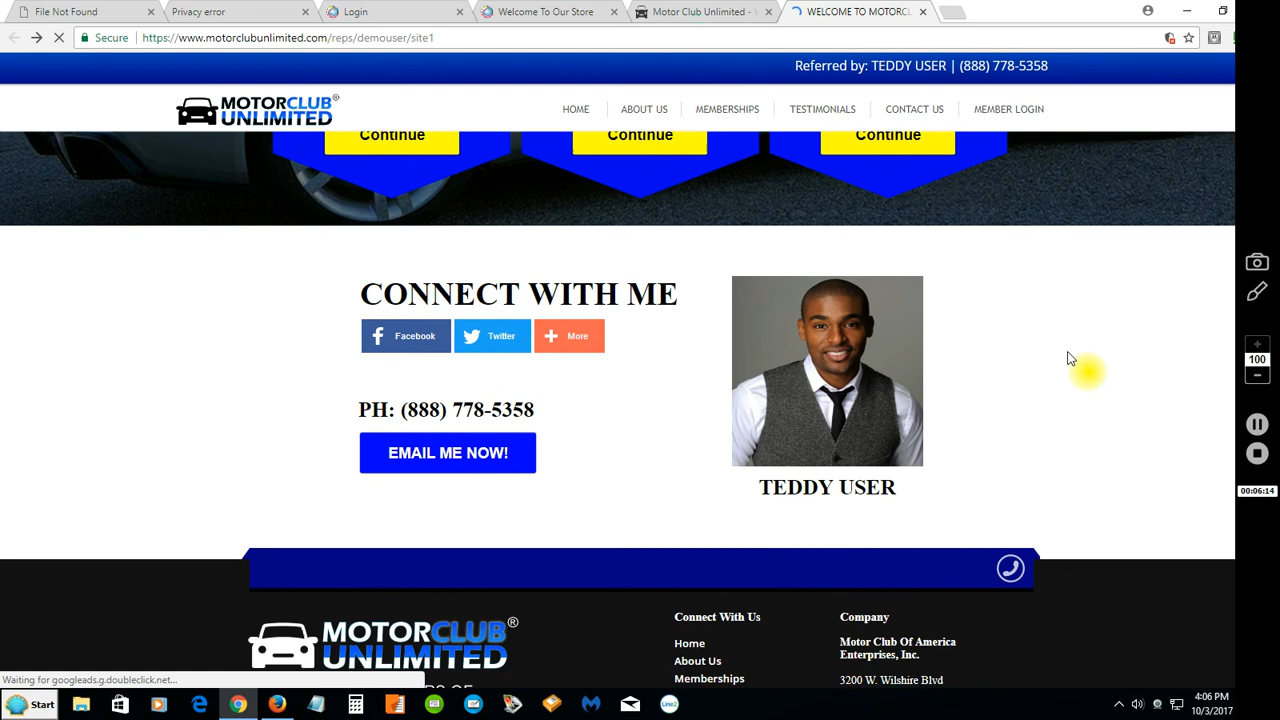 File Not Found
Privacy error
Login
Welcome To Our Store
Motor Club Unlimited -
WELCOME TO MOTORCL
Secure
https://www.motorclubunlimited.com/reps/demouser/site1
Referred by: TEDDY USER | (888) 778-5358
MOTORCLUB
UNLIMITED
®
HOME
ABOUT US
MEMBERSHIPS
TESTIMONIALS
CONTACT US
MEMBER LOGIN
Continue
Continue
Continue
CONNECT WITH ME
Facebook
Twitter
More
PH: (888) 778-5358
EMAIL ME NOW!
TEDDY USER
100
00:06:14
MOTORCLUB
UNLIMITED
®
Connect With Us
Home
About Us
Memberships
Company
Motor Club Of America
Enterprises, Inc.
3200 W. Wilshire Blvd
Waiting for googleads.g.doubleclick.net...
Start
Line2
4:06 PM
10/3/2017